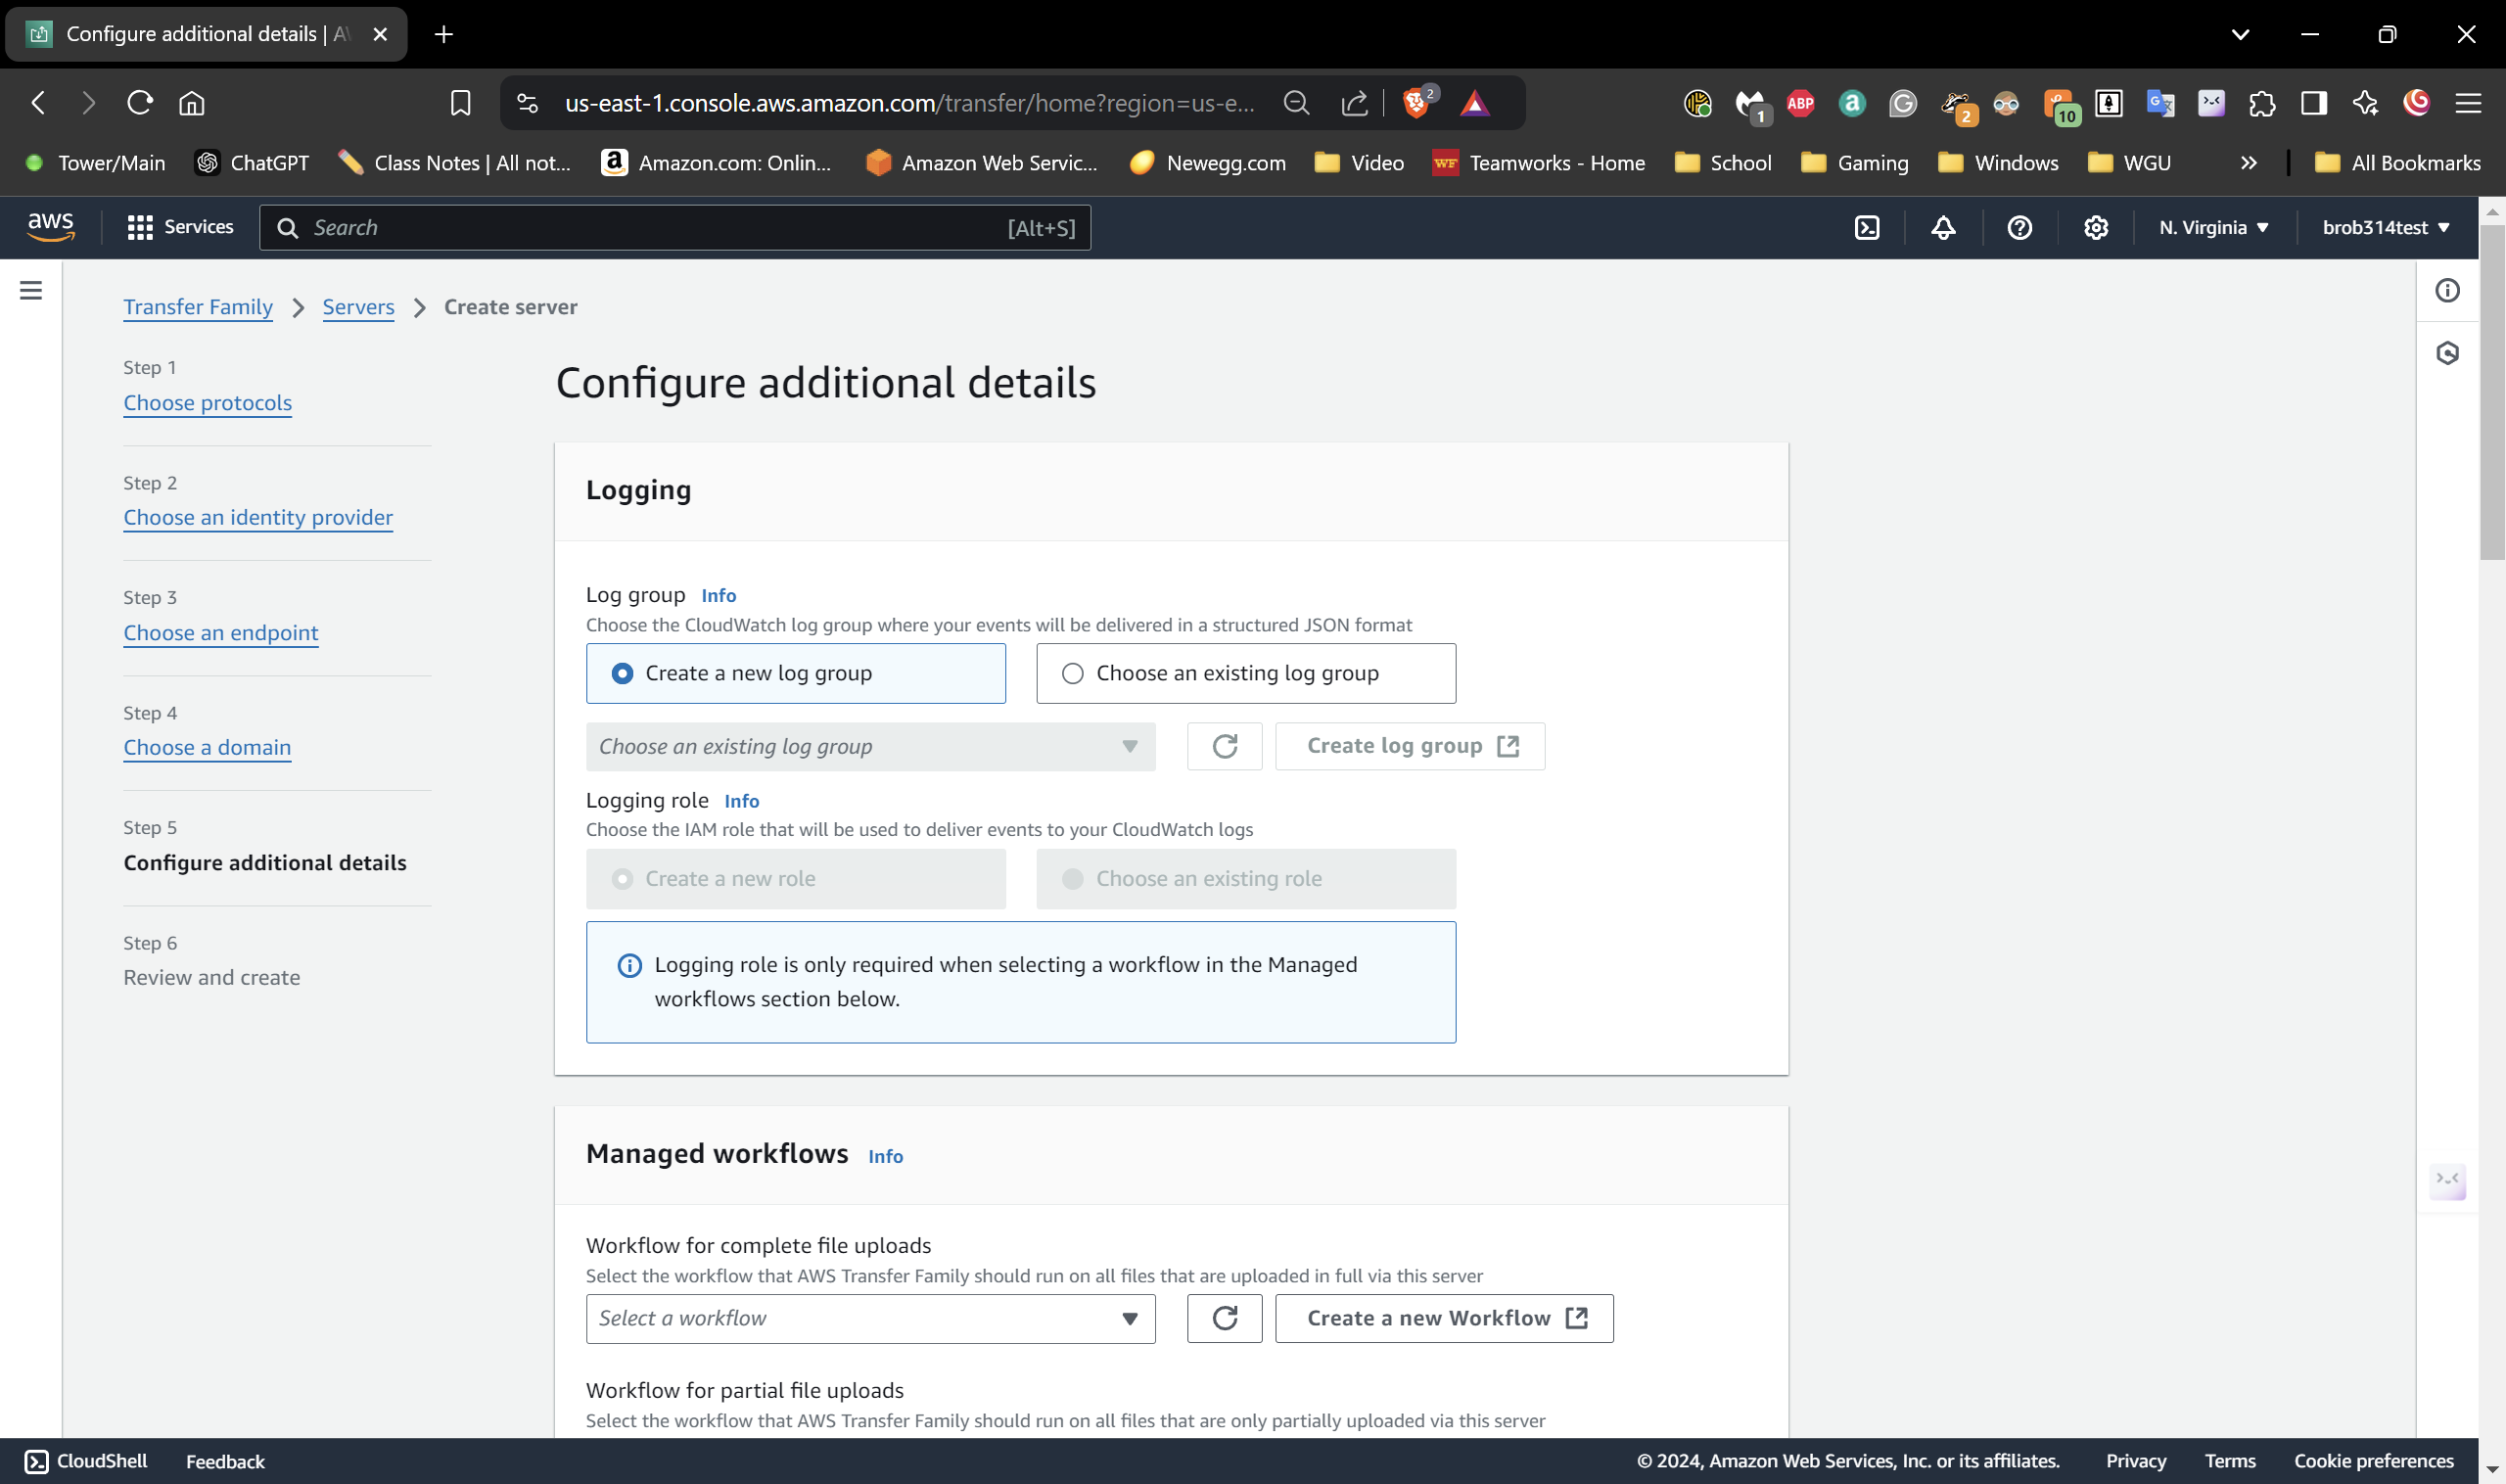 Configure additional details | A
us-east-1.console.aws.amazon.com/transfer/home?region=us-e...
2
1
ABP
a
2
10
Tower/Main
ChatGPT
Class Notes | All not...
Amazon.com: Onlin...
Amazon Web Servic...
Newegg.com
Video
WF Teamworks - Home
School
Gaming
Windows
WGU
All Bookmarks
aws
Services
Search
[Alt+S]
N. Virginia
brob314test
Transfer Family
Servers
Create server
Step 1
Choose protocols
Step 2
Choose an identity provider
Step 3
Choose an endpoint
Step 4
Choose a domain
Step 5
Configure additional details
Step 6
Review and create
Configure additional details
Logging
Log group Info
Choose the CloudWatch log group where your events will be delivered in a structured JSON format
Create a new log group
Choose an existing log group
Choose an existing log group
Create log group
Logging role Info
Choose the IAM role that will be used to deliver events to your CloudWatch logs
Create a new role
Choose an existing role
Logging role is only required when selecting a workflow in the Managed
workflows section below.
Managed workflows Info
Workflow for complete file uploads
Select the workflow that AWS Transfer Family should run on all files that are uploaded in full via this server
Select a workflow
Create a new Workflow
Workflow for partial file uploads
Select the workflow that AWS Transfer Family should run on all files that are only partially uploaded via this server
CloudShell
Feedback
© 2024, Amazon Web Services, Inc. or its affiliates.
Privacy
Terms
Cookie preferences